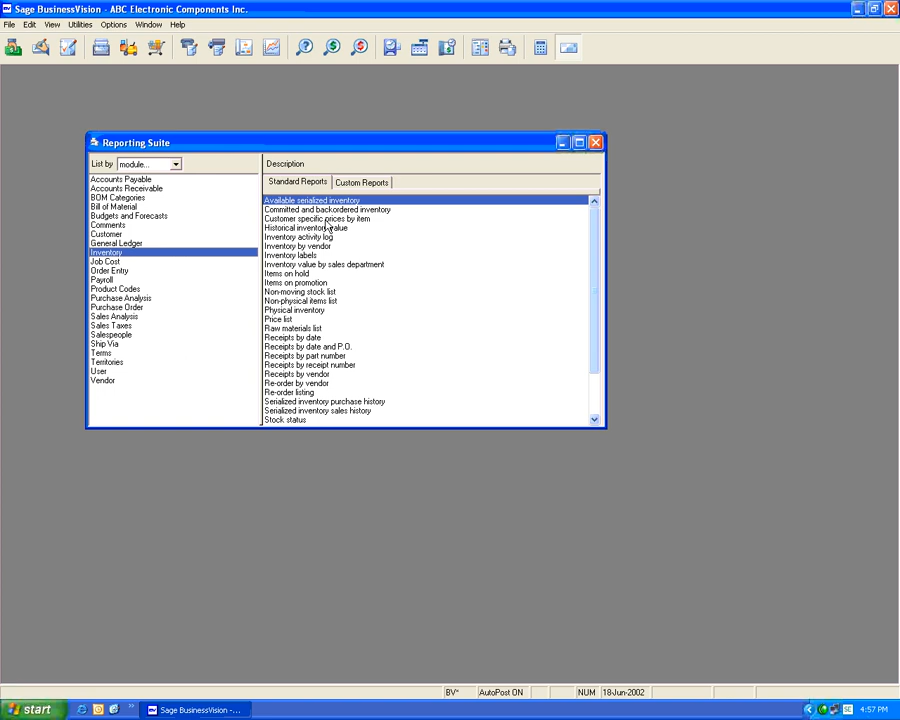 Sage BusinessVision - ABC Electronic Components Inc.
File Edit View Utilities Options Window Help
Reporting Suite
List by module... Description
Standard Reports Custom Reports
Accounts Payable
Accounts Receivable
BOM Categories
Bill of Material
Budgets and Forecasts
Comments
Customer
General Ledger
Inventory
Job Cost
Order Entry
Payroll
Product Codes
Purchase Analysis
Purchase Order
Sales Analysis
Sales Taxes
Salespeople
Ship Via
Terms
Territories
User
Vendor
Available serialized inventory
Committed and backordered inventory
Customer specific prices by item
Historical inventory value
Inventory activity log
Inventory by vendor
Inventory labels
Inventory value by sales department
Items on hold
Items on promotion
Non-moving stock list
Non-physical items list
Physical inventory
Price list
Raw materials list
Receipts by date
Receipts by date and P.O.
Receipts by part number
Receipts by receipt number
Receipts by vendor
Re-order by vendor
Re-order listing
Serialized inventory purchase history
Serialized inventory sales history
Stock status
BV* AutoPost ON NUM 18-Jun-2002
start Sage BusinessVision -... SE 4:57 PM